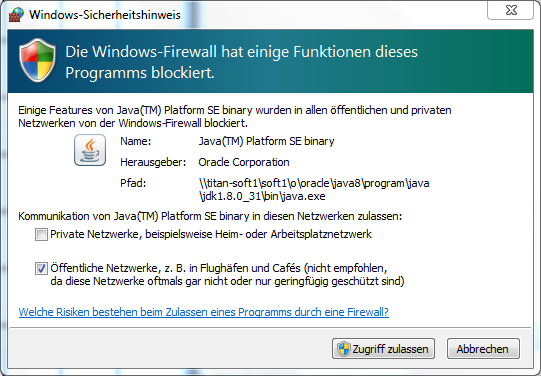 Windows-Sicherheitshinweis
Die Windows-Firewall hat einige Funktionen dieses
Programms blockiert.
Einige Features von Java(TM) Platform SE binary wurden in allen öffentlichen und privaten
Netzwerken von der Windows-Firewall blockiert.
Name: Java(TM) Platform SE binary
Herausgeber: Oracle Corporation
Pfad: \\titan-soft1\soft1\o\oracle\java8\program\java
\jdk1.8.0_31\bin\java.exe
Kommunikation von Java(TM) Platform SE binary in diesen Netzwerken zulassen:
Private Netzwerke, beispielsweise Heim- oder Arbeitsplatznetzwerk
Öffentliche Netzwerke, z. B. in Flughäfen und Cafés (nicht empfohlen,
da diese Netzwerke oftmals gar nicht oder nur geringfügig geschützt sind)
Welche Risiken bestehen beim Zulassen eines Programms durch eine Firewall?
Zugriff zulassen Abbrechen